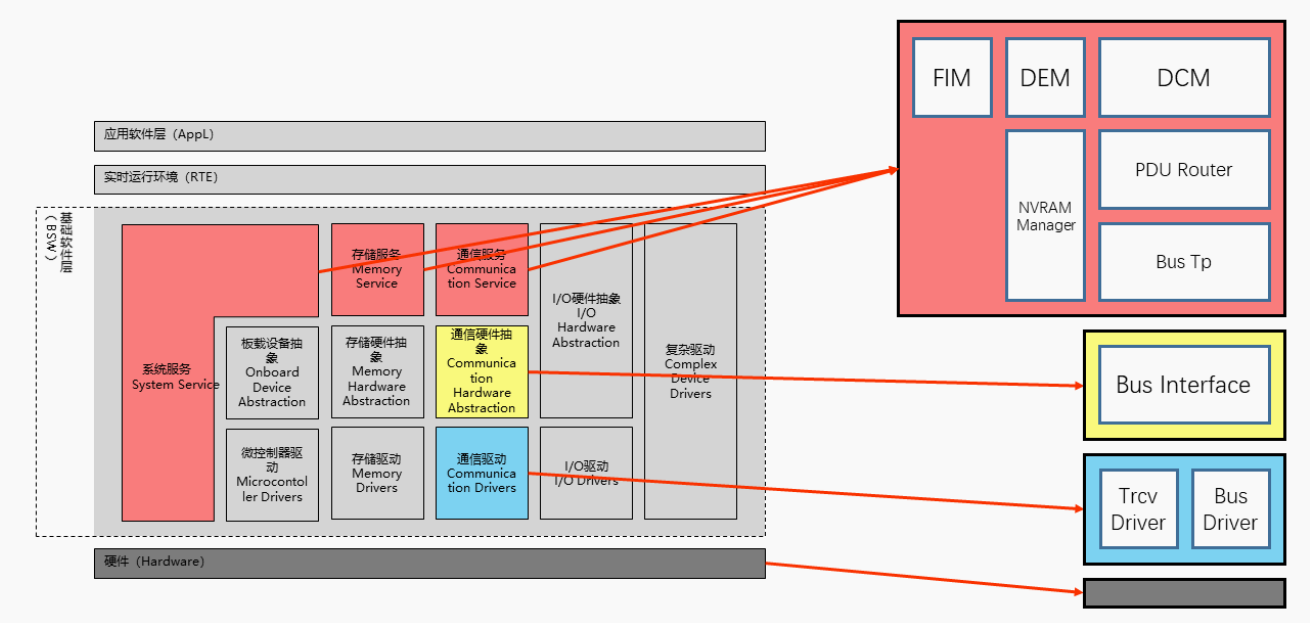 应用软件层（AppL）
实时运行环境（RTE）
基础软件层
（BSW）
系统服务
System Service
存储服务
Memory
Service
通信服务
Communica
tion Service
板载设备抽
象
Onboard
Device
Abstraction
存储硬件抽
象
Memory
Hardware
Abstraction
通信硬件抽
象
Communica
tion
Hardware
Abstraction
I/O硬件抽象
I/O
Hardware
Abstraction
复杂驱动
Complex
Device
Drivers
微控制器驱
动
Microcontol
ler Drivers
存储驱动
Memory
Drivers
通信驱动
Communica
tion Drivers
I/O驱动
I/O Drivers
硬件（Hardware）
FIM
DEM
DCM
NVRAM
Manager
PDU Router
Bus Tp
Bus Interface
Trcv
Driver
Bus
Driver